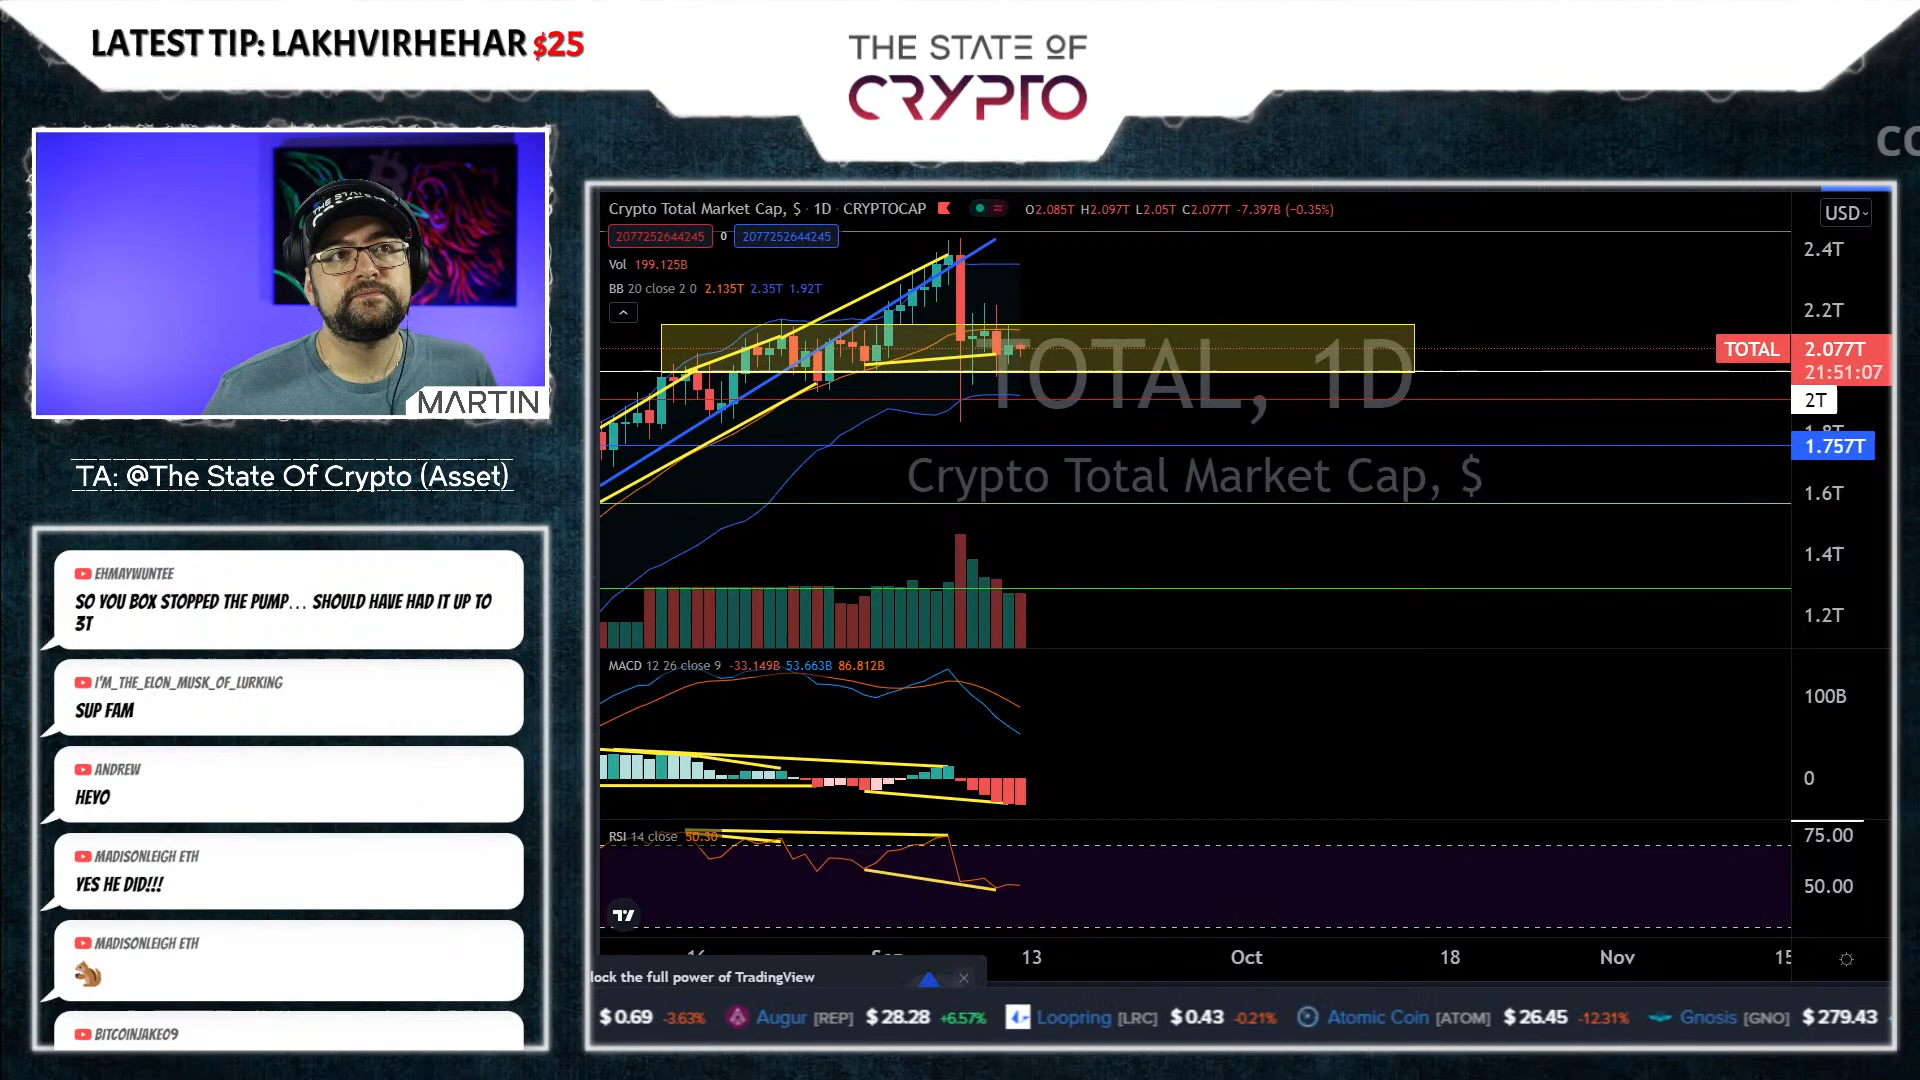 LATEST TIP: LAKHVIRHEHAR $25
THE STATE OF
CRYPTO
CO
THE STATE
MARTIN
TA: @The State Of Crypto (Asset)
EHMAYWUNTEE
SO YOU BOX STOPPED THE PUMP... SHOULD HAVE HAD IT UP TO
3T
I'M_THE_ELON_MUSK_OF_LURKING
SUP FAM
ANDREW
HEYO
MADISONLEIGH ETH
YES HE DID!!!
MADISONLEIGH ETH
BITCOINJAKE09
Crypto Total Market Cap, $ · 1D · CRYPTOCAP O2.085T H2.097T L2.05T C2.077T -7.397B (−0.35%)
2077252644245 0 2077252644245
Vol 199.125B
BB 20 close 2 0 2.135T 2.35T 1.92T
USD
2.4T
2.2T
TOTAL 2.077T
21:51:07
2T
1.8T
1.757T
1.6T
1.4T
1.2T
TOTAL, 1D
Crypto Total Market Cap, $
MACD 12 26 close 9 -33.149B 53.663B 86.812B
100B
0
RSI 14 close 50.30
75.00
50.00
16 Sep 13 Oct 18 Nov 15
lock the full power of TradingView
$0.69 -3.63% Augur [REP] $28.28 +6.57% Loopring [LRC] $0.43 -0.21% Atomic Coin [ATOM] $26.45 -12.31% Gnosis [GNO] $279.43